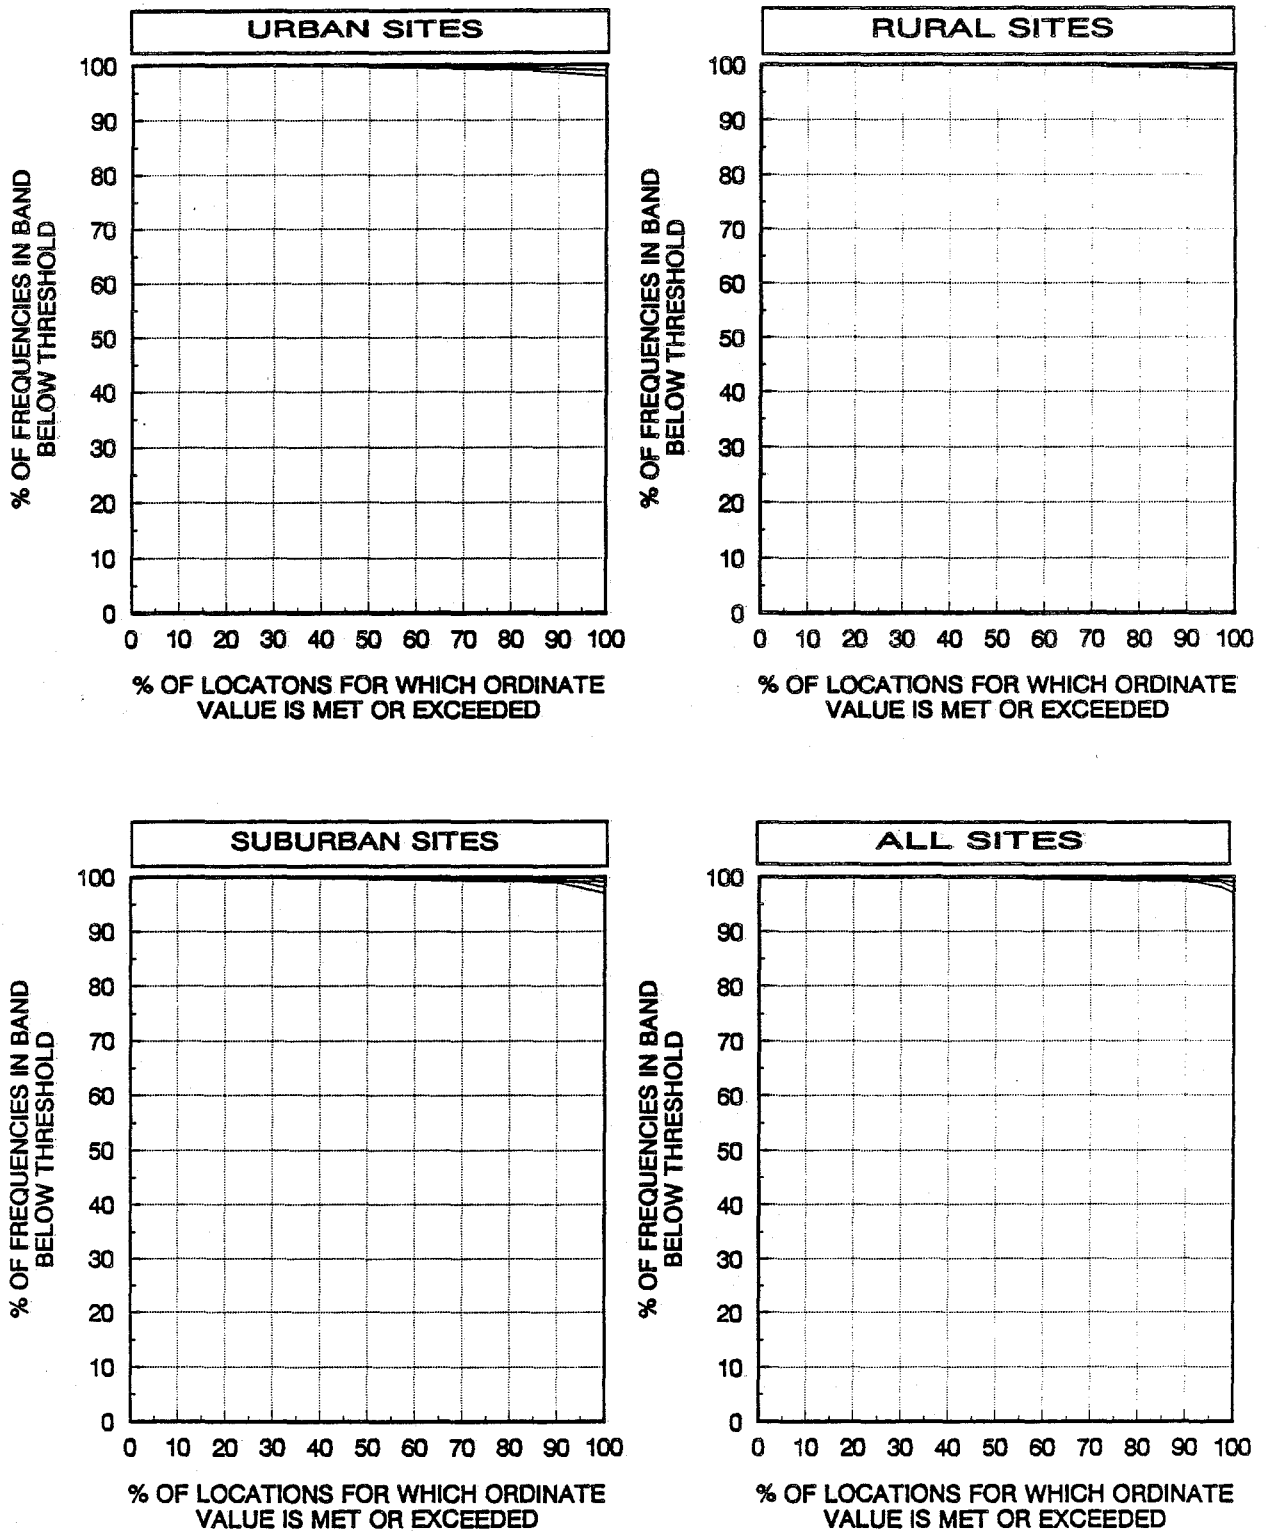 URBAN SITES
100
90
80
70
60
50
40
30
20
10
0
0 10 20 30 40 50 60 70 80 90 100
% OF FREQUENCIES IN BAND
BELOW THRESHOLD
% OF LOCATONS FOR WHICH ORDINATE
VALUE IS MET OR EXCEEDED
RURAL SITES
100
90
80
70
60
50
40
30
20
10
0
0 10 20 30 40 50 60 70 80 90 100
% OF FREQUENCIES IN BAND
BELOW THRESHOLD
% OF LOCATIONS FOR WHICH ORDINATE
VALUE IS MET OR EXCEEDED
SUBURBAN SITES
100
90
80
70
60
50
40
30
20
10
0
0 10 20 30 40 50 60 70 80 90 100
% OF FREQUENCIES IN BAND
BELOW THRESHOLD
% OF LOCATIONS FOR WHICH ORDINATE
VALUE IS MET OR EXCEEDED
ALL SITES
100
90
80
70
60
50
40
30
20
10
0
0 10 20 30 40 50 60 70 80 90 100
% OF FREQUENCIES IN BAND
BELOW THRESHOLD
% OF LOCATIONS FOR WHICH ORDINATE
VALUE IS MET OR EXCEEDED